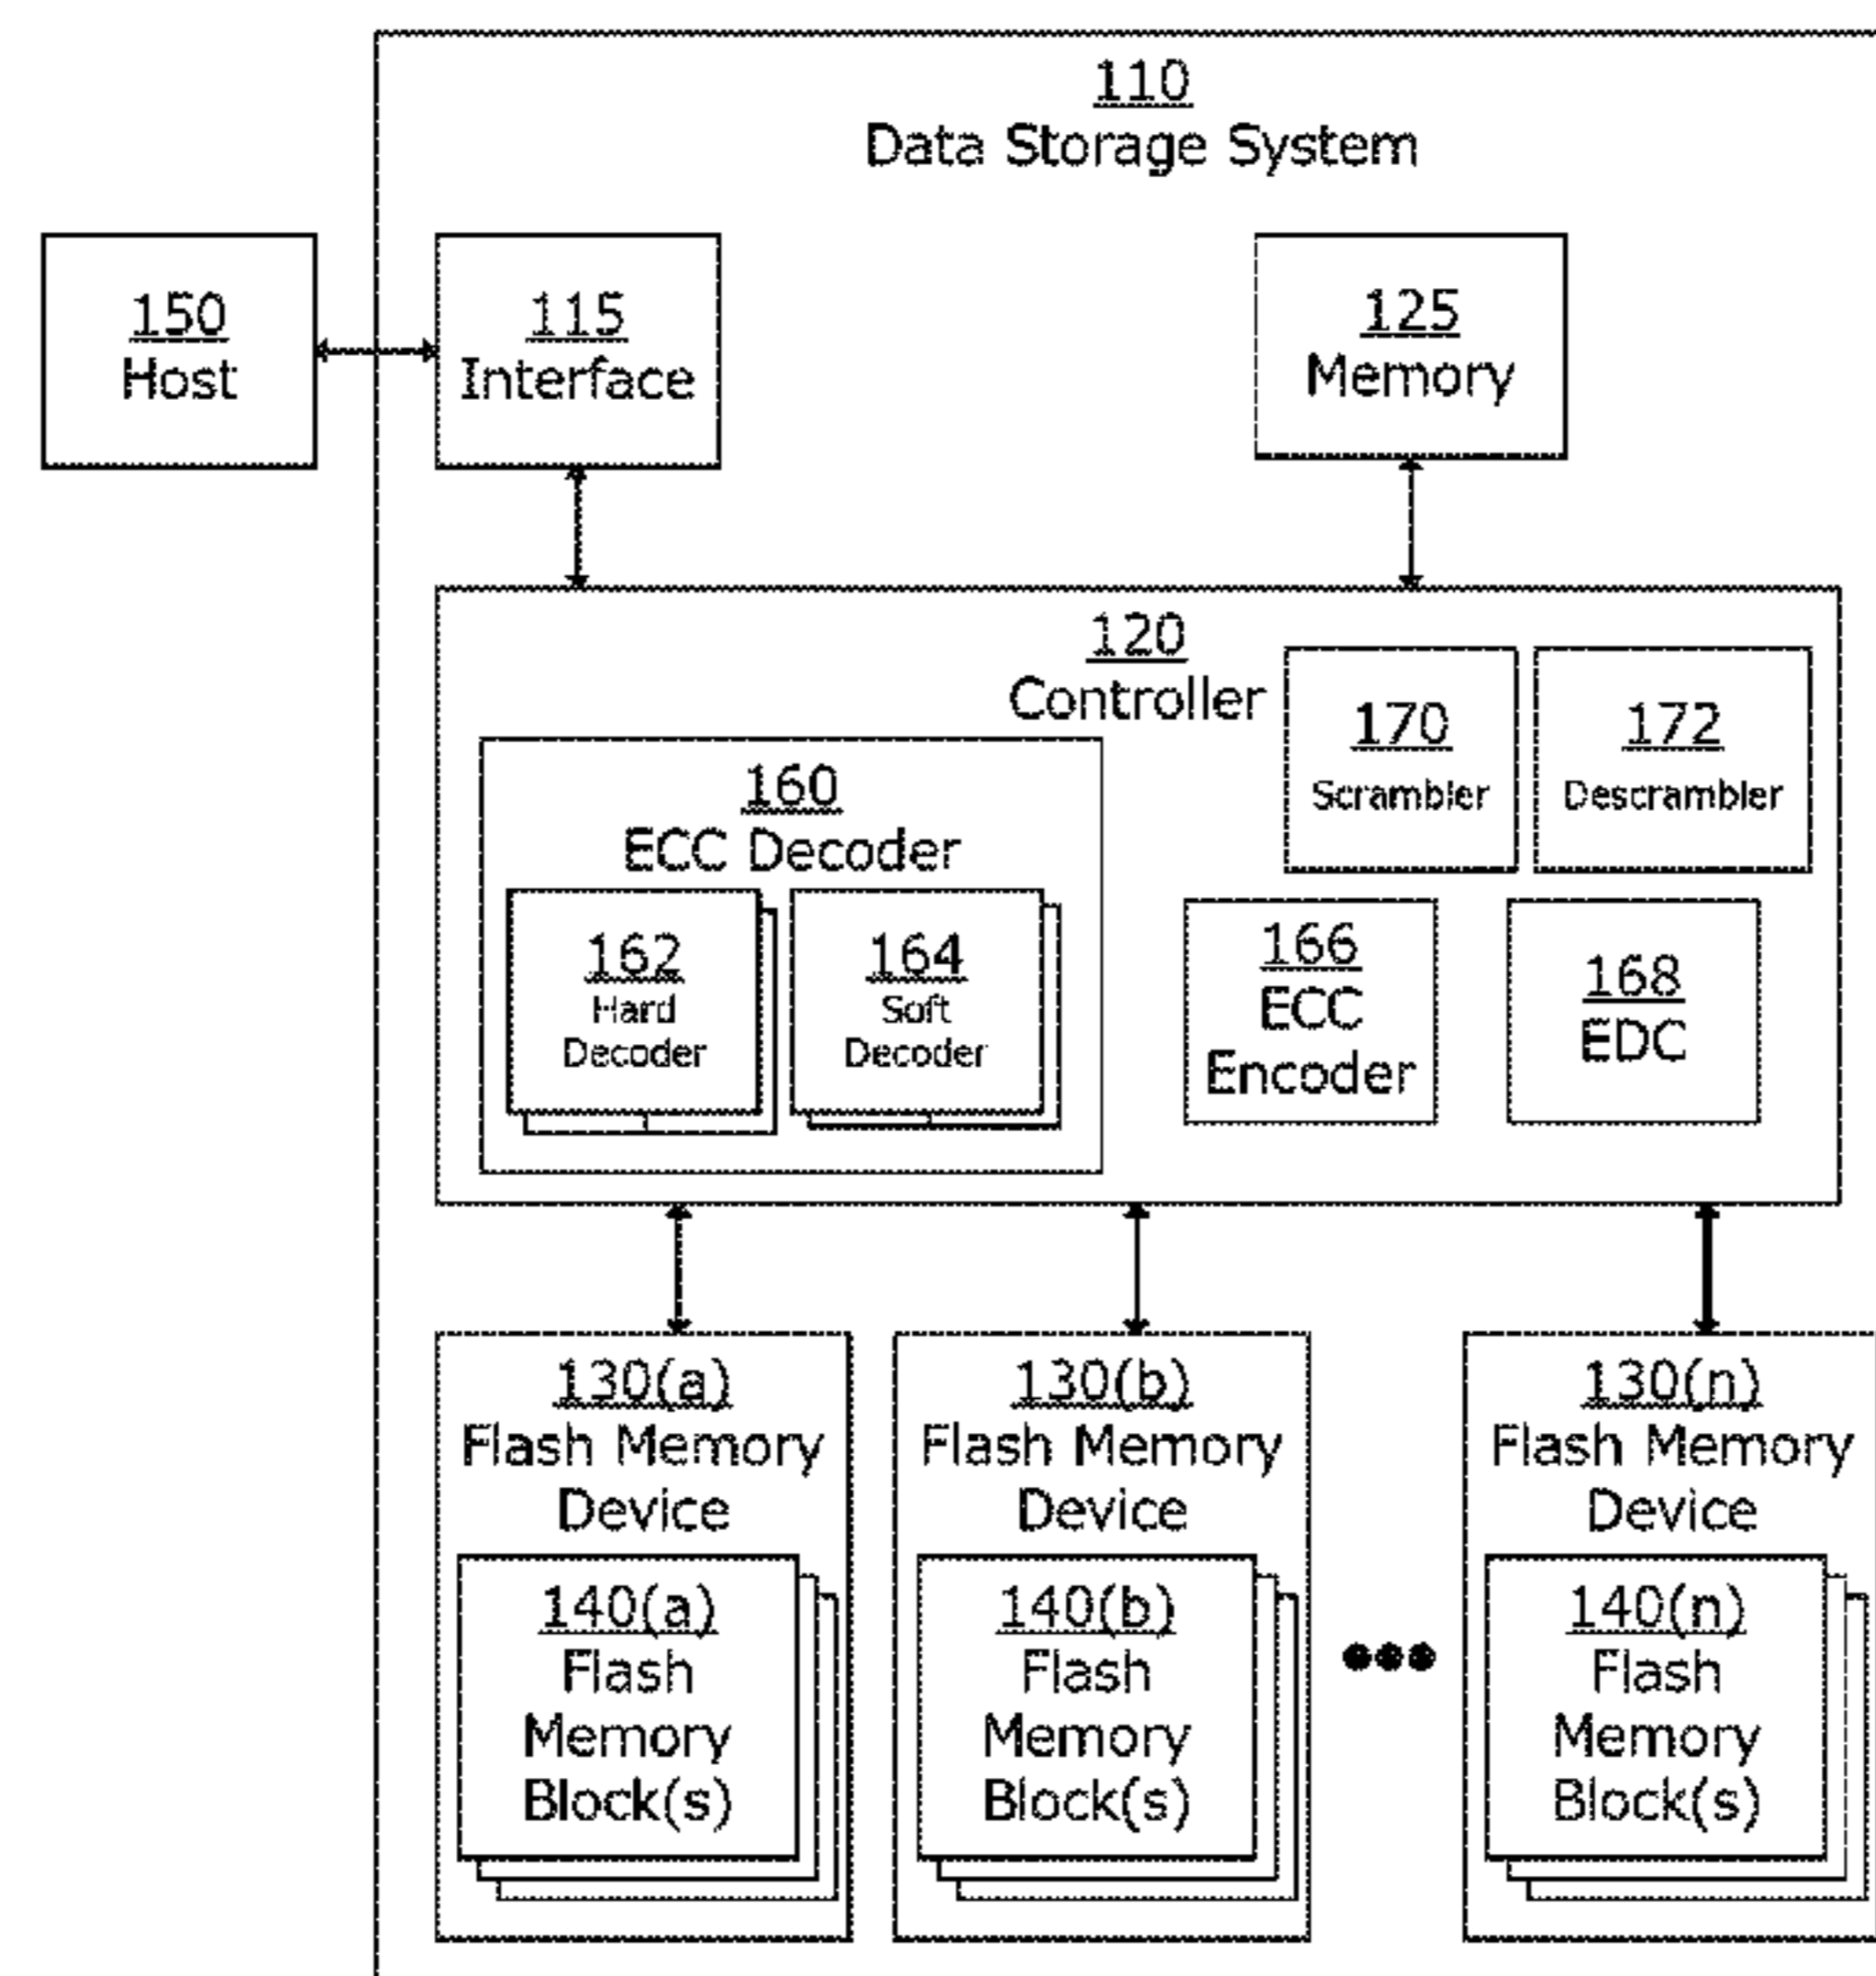 110
Data Storage System
150
Host
115
Interface
125
Memory
120
Controller
170
Scrambler
172
Descrambler
160
ECC Decoder
162
Hard
Decoder
164
Soft
Decoder
166
ECC
Encoder
168
EDC
130(a)
Flash Memory
Device
140(a)
Flash
Memory
Block(s)
130(b)
Flash Memory
Device
140(b)
Flash
Memory
Block(s)
130(n)
Flash Memory
Device
140(n)
Flash
Memory
Block(s)